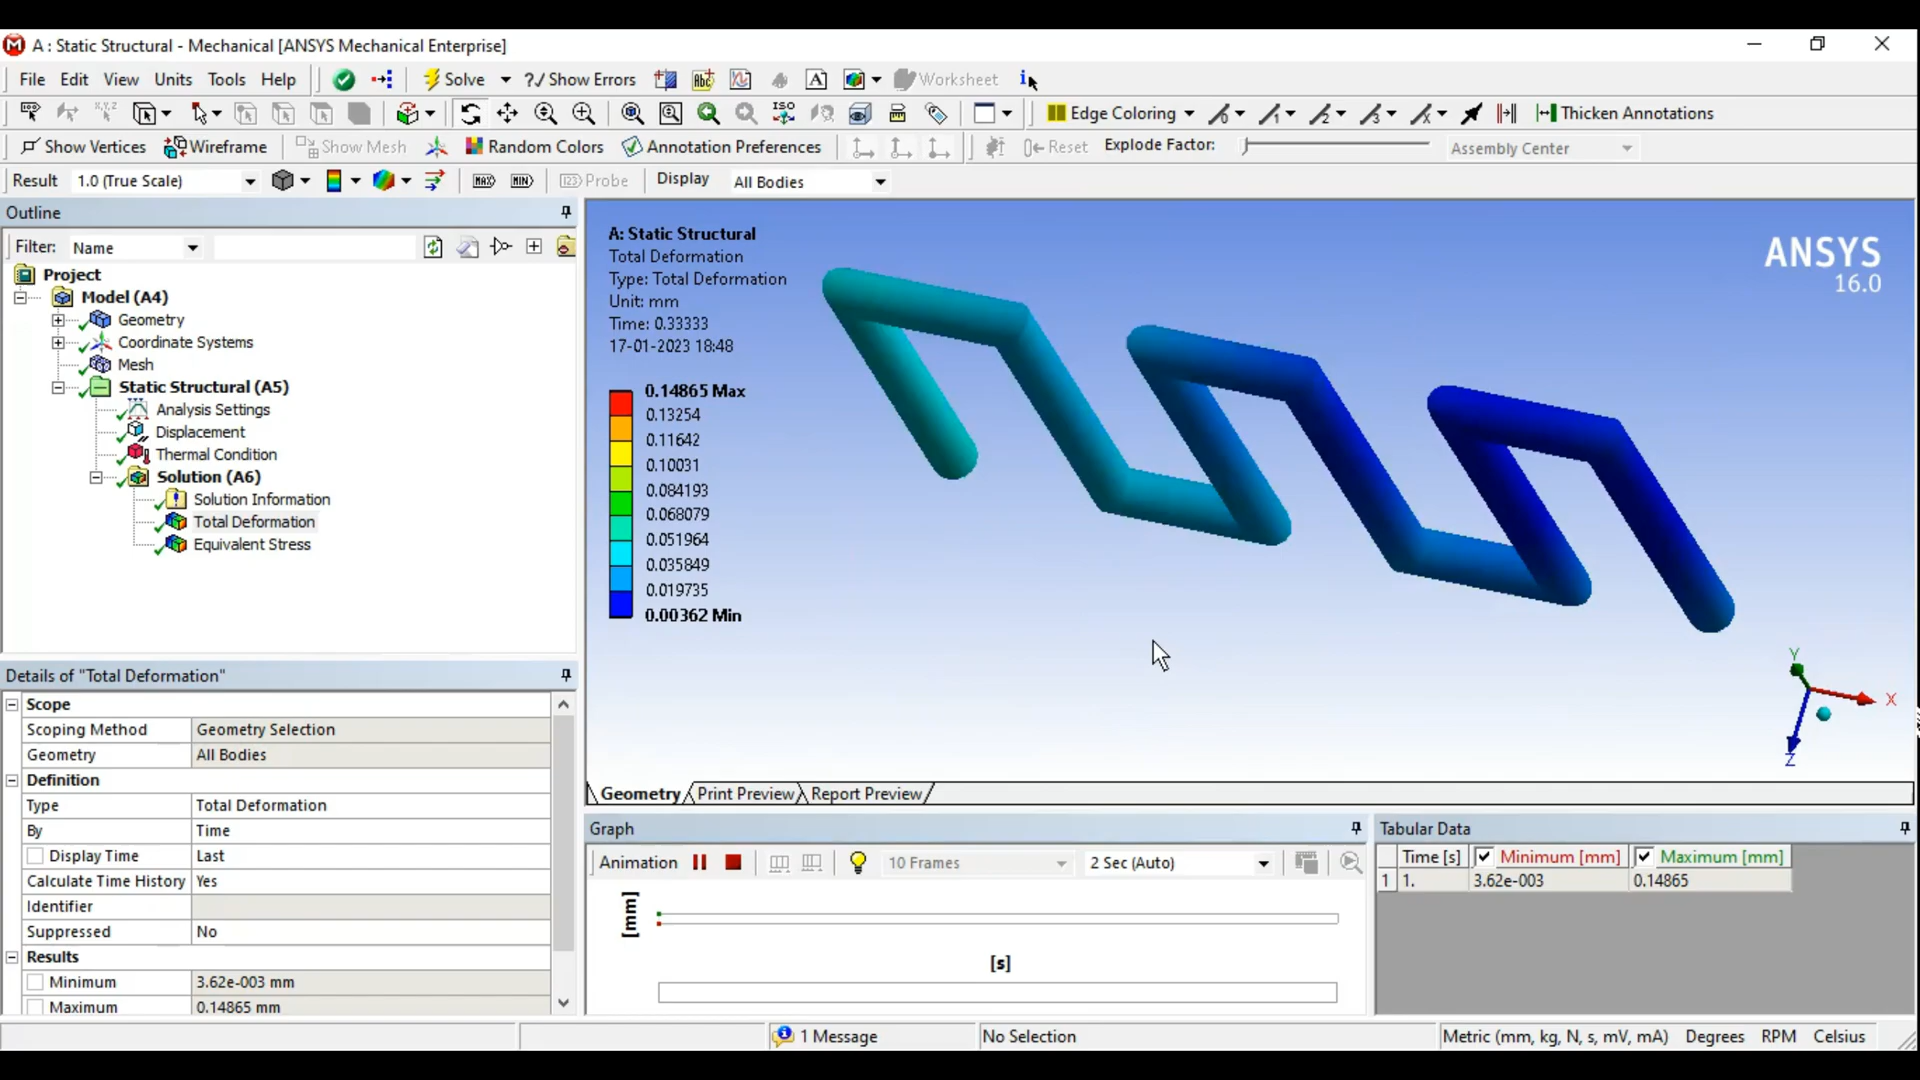 A : Static Structural - Mechanical [ANSYS Mechanical Enterprise]
File Edit View Units Tools Help Solve ?/ Show Errors Worksheet
Edge Coloring Thicken Annotations
Show Vertices Wireframe Show Mesh Random Colors Annotation Preferences Reset Explode Factor: Assembly Center
Result 1.0 (True Scale) MAX MIN Probe Display All Bodies
Outline
Filter: Name
Project
Model (A4)
Geometry
Coordinate Systems
Mesh
Static Structural (A5)
Analysis Settings
Displacement
Thermal Condition
Solution (A6)
Solution Information
Total Deformation
Equivalent Stress
A: Static Structural
Total Deformation
Type: Total Deformation
Unit: mm
Time: 0.33333
17-01-2023 18:48
0.14865 Max
0.13254
0.11642
0.10031
0.084193
0.068079
0.051964
0.035849
0.019735
0.00362 Min
ANSYS
16.0
Y
X
Z
Geometry Print Preview Report Preview
Details of "Total Deformation"
Scope
Scoping Method Geometry Selection
Geometry All Bodies
Definition
Type Total Deformation
By Time
Display Time Last
Calculate Time History Yes
Identifier
Suppressed No
Results
Minimum 3.62e-003 mm
Maximum 0.14865 mm
Graph
Animation 10 Frames 2 Sec (Auto)
[mm]
[s]
Tabular Data
Time [s] Minimum [mm] Maximum [mm]
1 1. 3.62e-003 0.14865
1 Message No Selection Metric (mm, kg, N, s, mV, mA) Degrees RPM Celsius